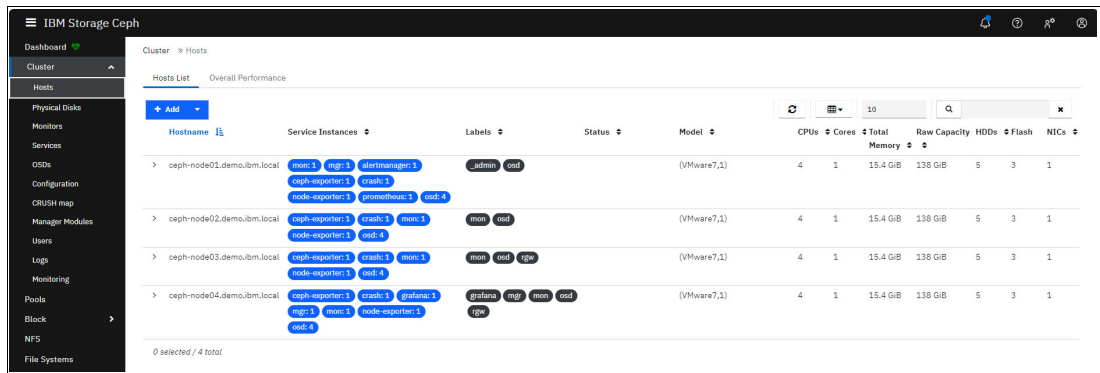 IBM Storage Ceph
Dashboard
Cluster
Hosts
Physical Disks
Monitors
Services
OSDs
Configuration
CRUSH map
Manager Modules
Users
Logs
Monitoring
Pools
Block
NFS
File Systems
Cluster » Hosts
Hosts List Overall Performance
+ Add 10
Hostname Service Instances Labels Status Model CPUs Cores Total Memory Raw Capacity HDDs Flash NICs
ceph-node01.demo.ibm.local mon: 1 mgr: 1 alertmanager: 1 _admin osd (VMware7,1) 4 1 15.4 GiB 138 GiB 5 3 1
ceph-exporter: 1 crash: 1
node-exporter: 1 prometheus: 1 osd: 4
ceph-node02.demo.ibm.local ceph-exporter: 1 crash: 1 mon: 1 mon osd (VMware7,1) 4 1 15.4 GiB 138 GiB 5 3 1
node-exporter: 1 osd: 4
ceph-node03.demo.ibm.local ceph-exporter: 1 crash: 1 mon: 1 mon osd rgw (VMware7,1) 4 1 15.4 GiB 138 GiB 5 3 1
node-exporter: 1 osd: 4
ceph-node04.demo.ibm.local ceph-exporter: 1 crash: 1 grafana: 1 grafana mgr mon osd (VMware7,1) 4 1 15.4 GiB 138 GiB 5 3 1
mgr: 1 mon: 1 node-exporter: 1 rgw
osd: 4
0 selected / 4 total